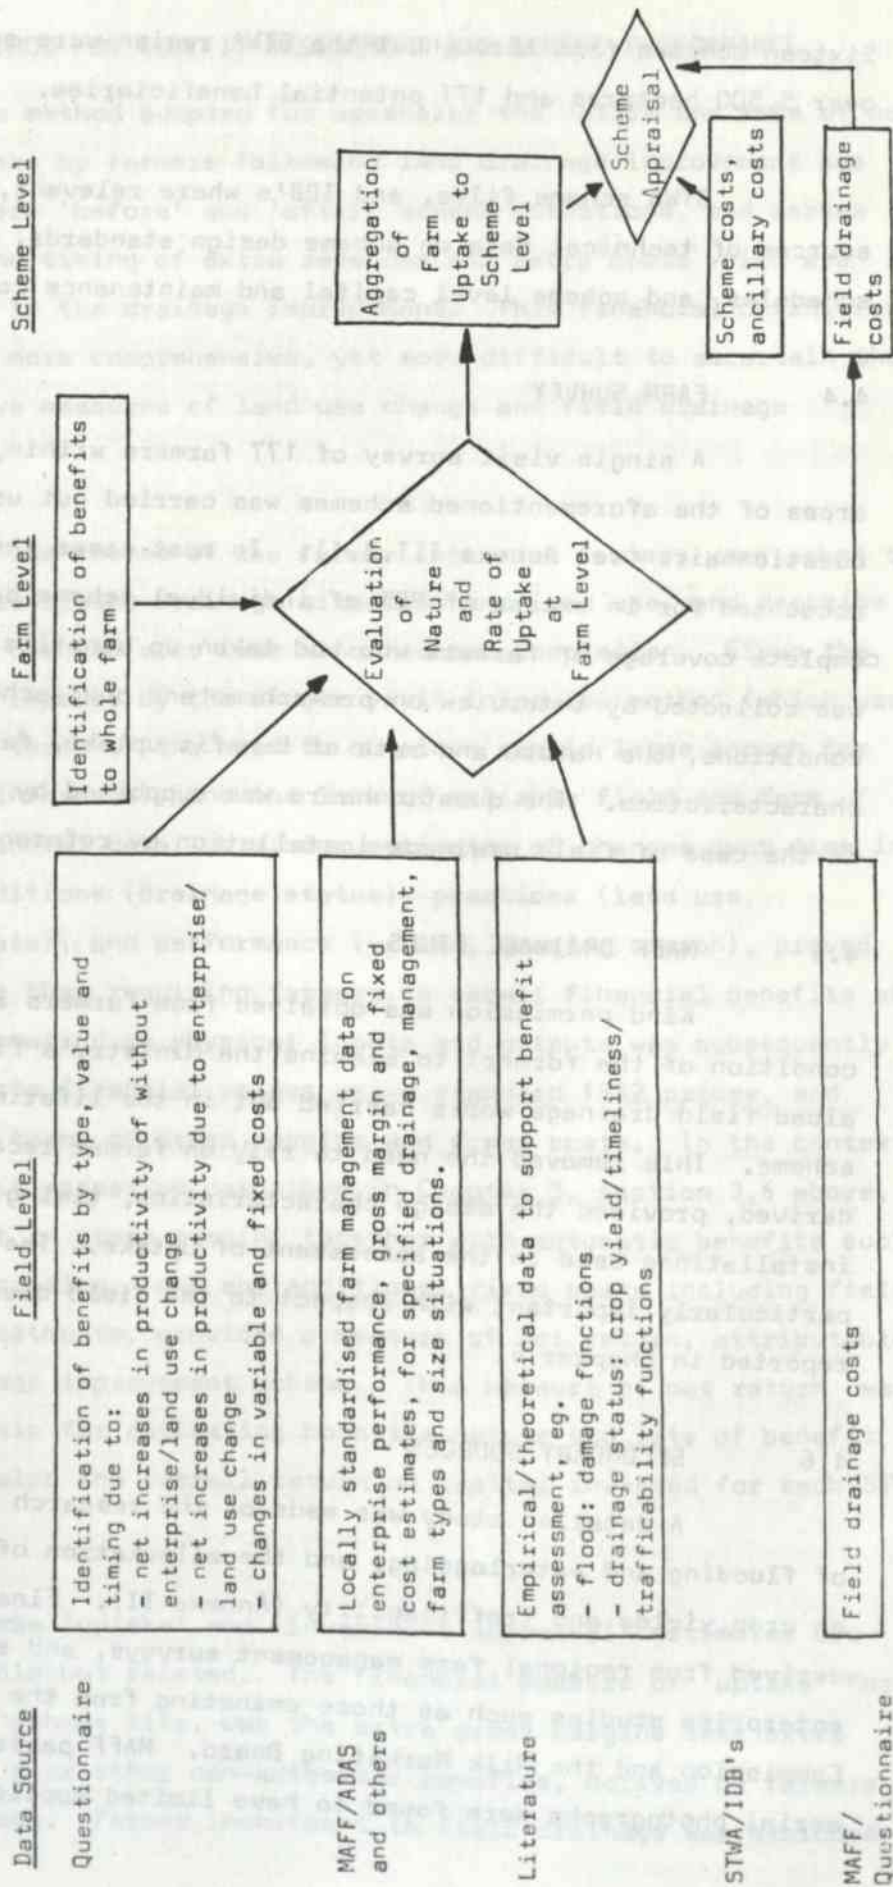 Data Source
Field Level
Farm Level
Scheme Level
Questionnaire
Identification of benefits by type, value and
timing due to:
- net increases in productivity of without
enterprise/land use change
- net increases in productivity due to enterprise/
land use change
- changes in variable and fixed costs
Identification of benefits
to whole farm
MAFF/ADAS
and others
Locally standardised farm management data on
enterprise performance, gross margin and fixed
cost estimates, for specified drainage, management,
farm types and size situations.
Evaluation
of
Nature
and
Rate of
Uptake
at
Farm Level
Aggregation
of
Farm
Uptake to
Scheme
Level
Literature
Empirical/theoretical data to support benefit
assessment eg.
- flood: damage functions
- drainage status: crop yield/timeliness/
trafficability functions.
Scheme
Appraisal
STWA/IDB's
Scheme costs,
ancillary costs
MAFF/
Questionnaire
Field drainage costs
Field drainage
costs